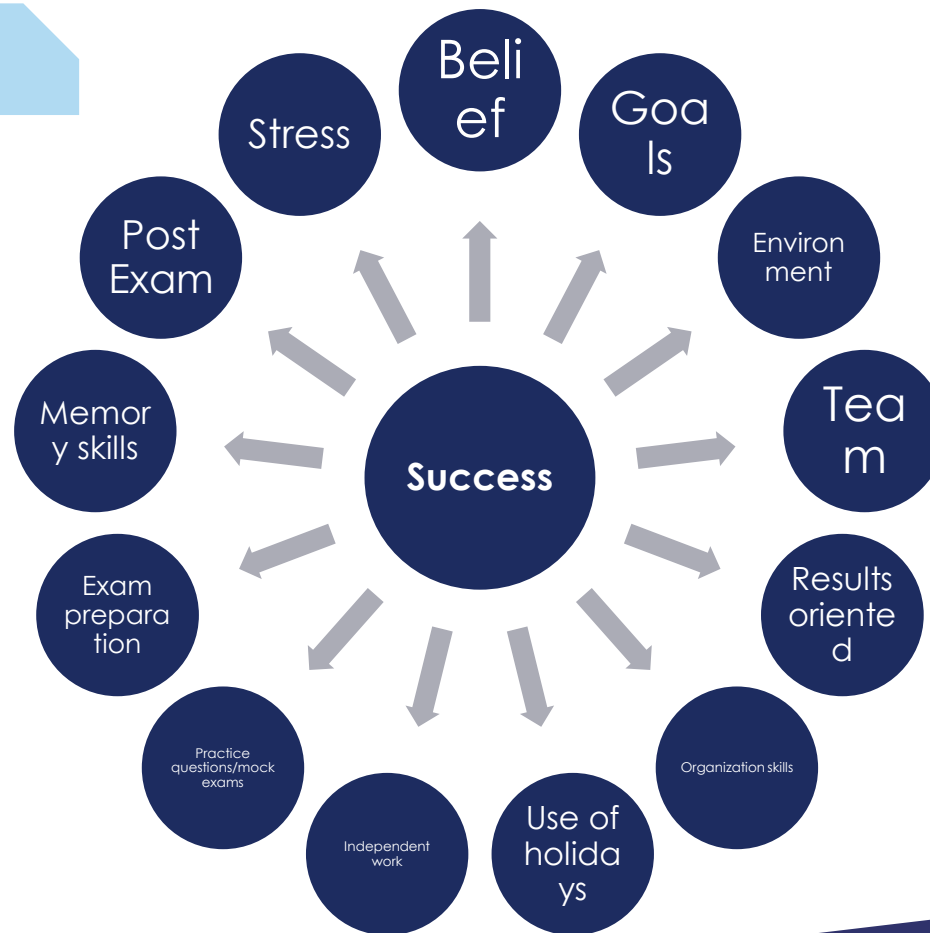 Beli
ef
Goa
ls
Environ
ment
Tea
m
Results
oriente
d
Organization skills
Use of
holida
ys
Independent
work
Practice
questions/mock
exams
Exam
prepara
tion
Memor
y skills
Post
Exam
Stress
Success